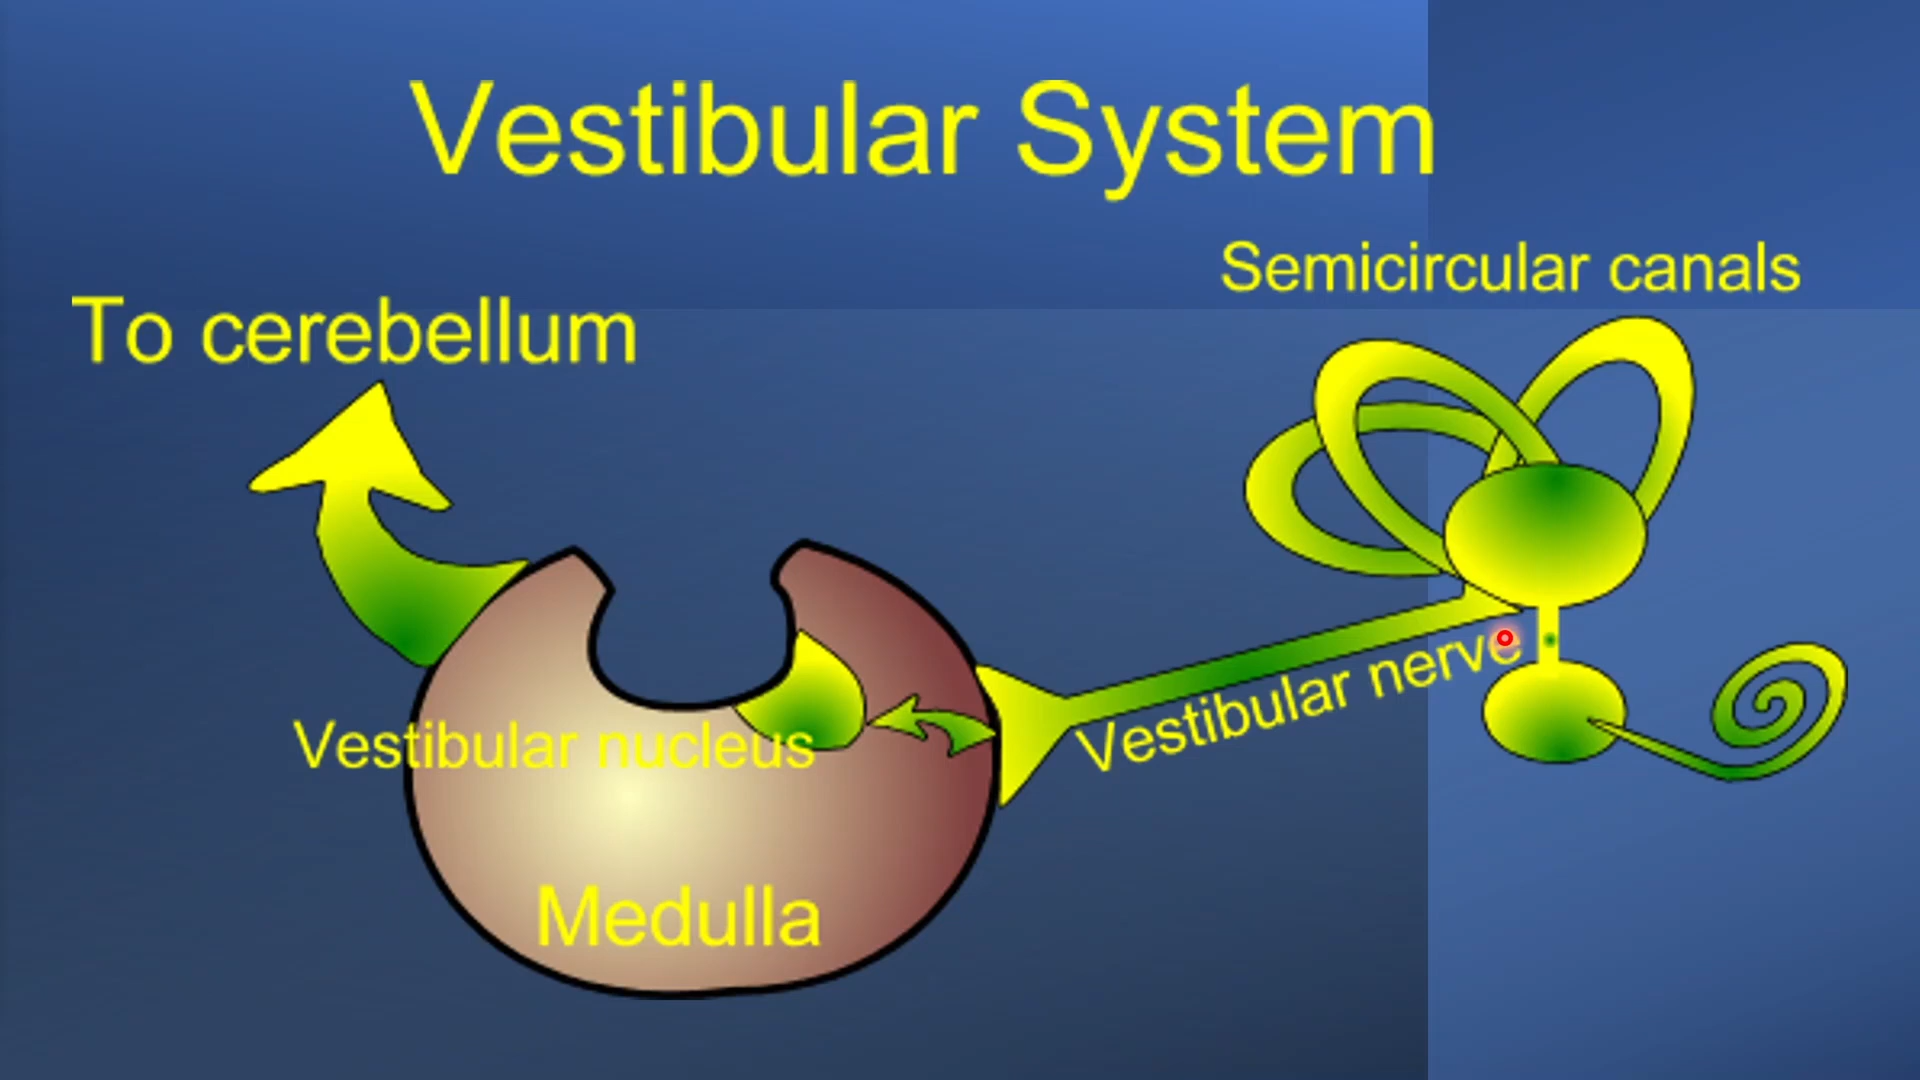 Vestibular System
Semicircular canals
To cerebellum
Vestibular nerve
Vestibular nucleus
Medulla